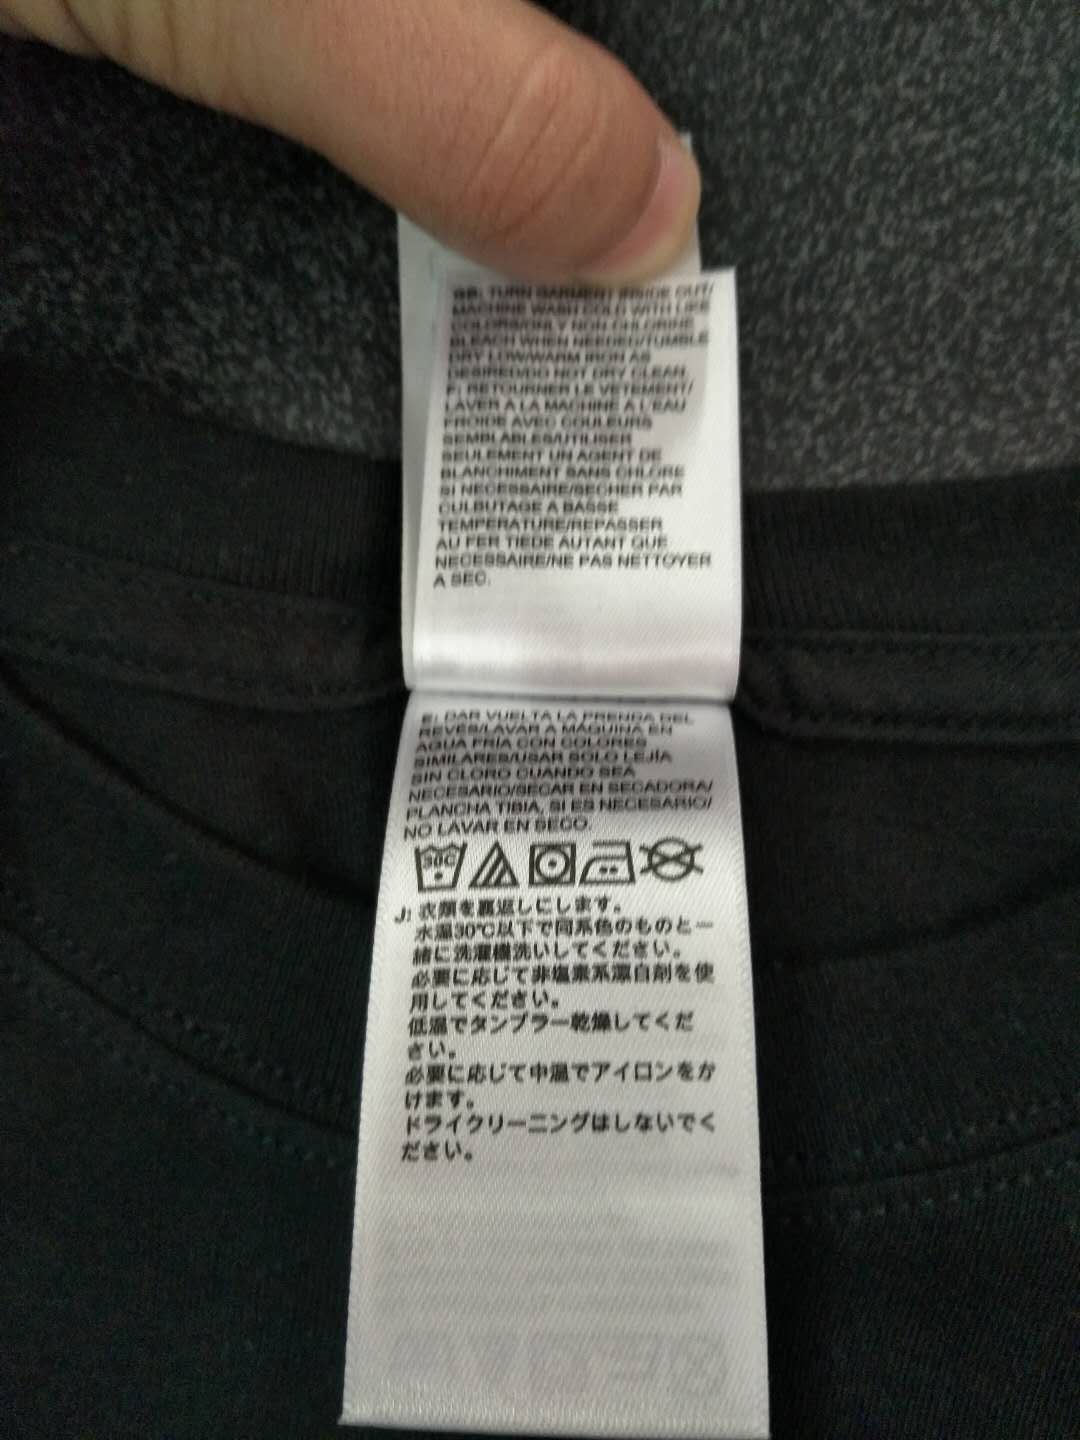 GB: TURN GARMENT INSIDE OUT/
MACHINE WASH COLD WITH LIKE
COLORS/ONLY NON CHLORINE
BLEACH WHEN NEEDED/TUMBLE
DRY LOW/WARM IRON AS
DESIRED/DO NOT DRY CLEAN.
F: RETOURNER LE VETEMENT/
LAVER A LA MACHINE A L'EAU
FROIDE AVEC COULEURS
SEMBLABLES/UTILISER
SEULEMENT UN AGENT DE
BLANCHIMENT SANS CHLORE
SI NECESSAIRE/SECHER PAR
CULBUTAGE A BASSE
TEMPERATURE/REPASSER
AU FER TIEDE AUTANT QUE
NECESSAIRE/NE PAS NETTOYER
A SEC.
E: DAR VUELTA LA PRENDA DEL
REVÉS/LAVAR A MÁQUINA EN
AGUA FRÍA CON COLORES
SIMILARES/USAR SOLO LEJÍA
SIN CLORO CUANDO SEA
NECESARIO/SECAR EN SECADORA/
PLANCHA TIBIA, SI ES NECESARIO/
NO LAVAR EN SECO.
30C
J: 衣類を裏返しにします。
水温30℃以下で同系色のものと一
緒に洗濯機洗いしてください。
必要に応じて非塩素系漂白剤を使
用してください。
低温でタンブラー乾燥してくだ
さい。
必要に応じて中温でアイロンをか
けます。
ドライクリーニングはしないでく
ださい。